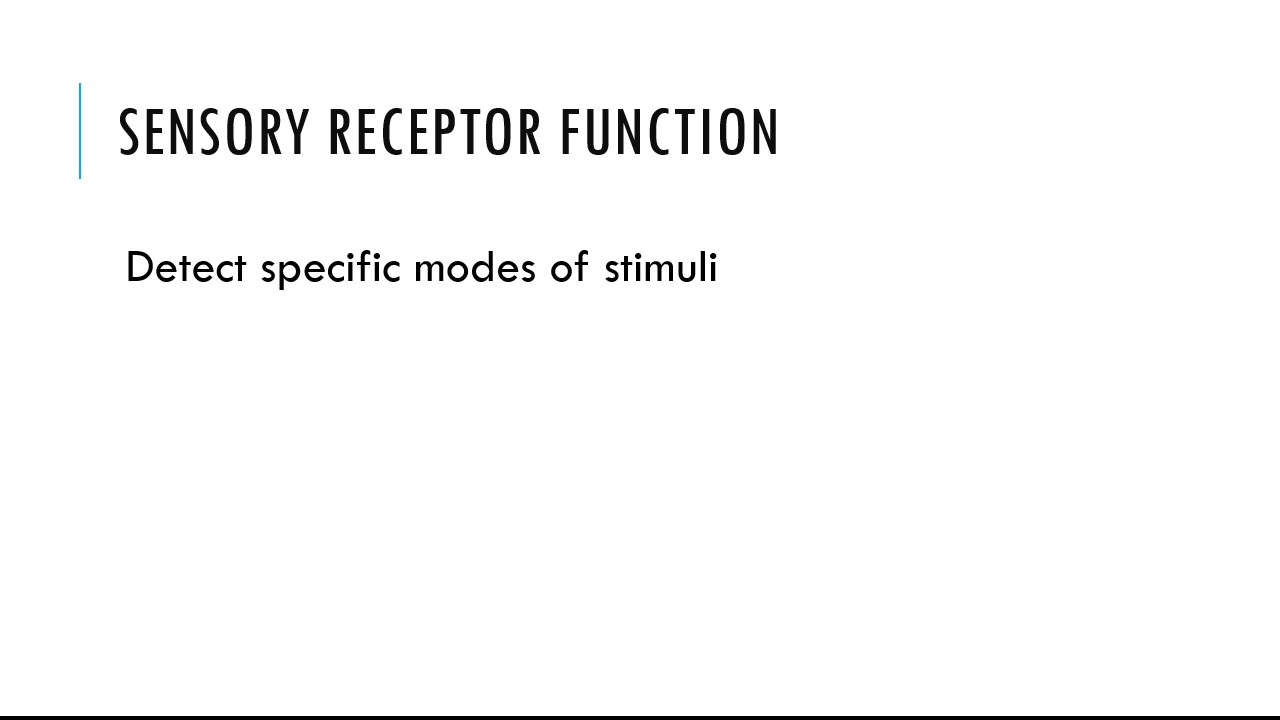 SENSORY RECEPTOR FUNCTION
Detect specific modes of stimuli